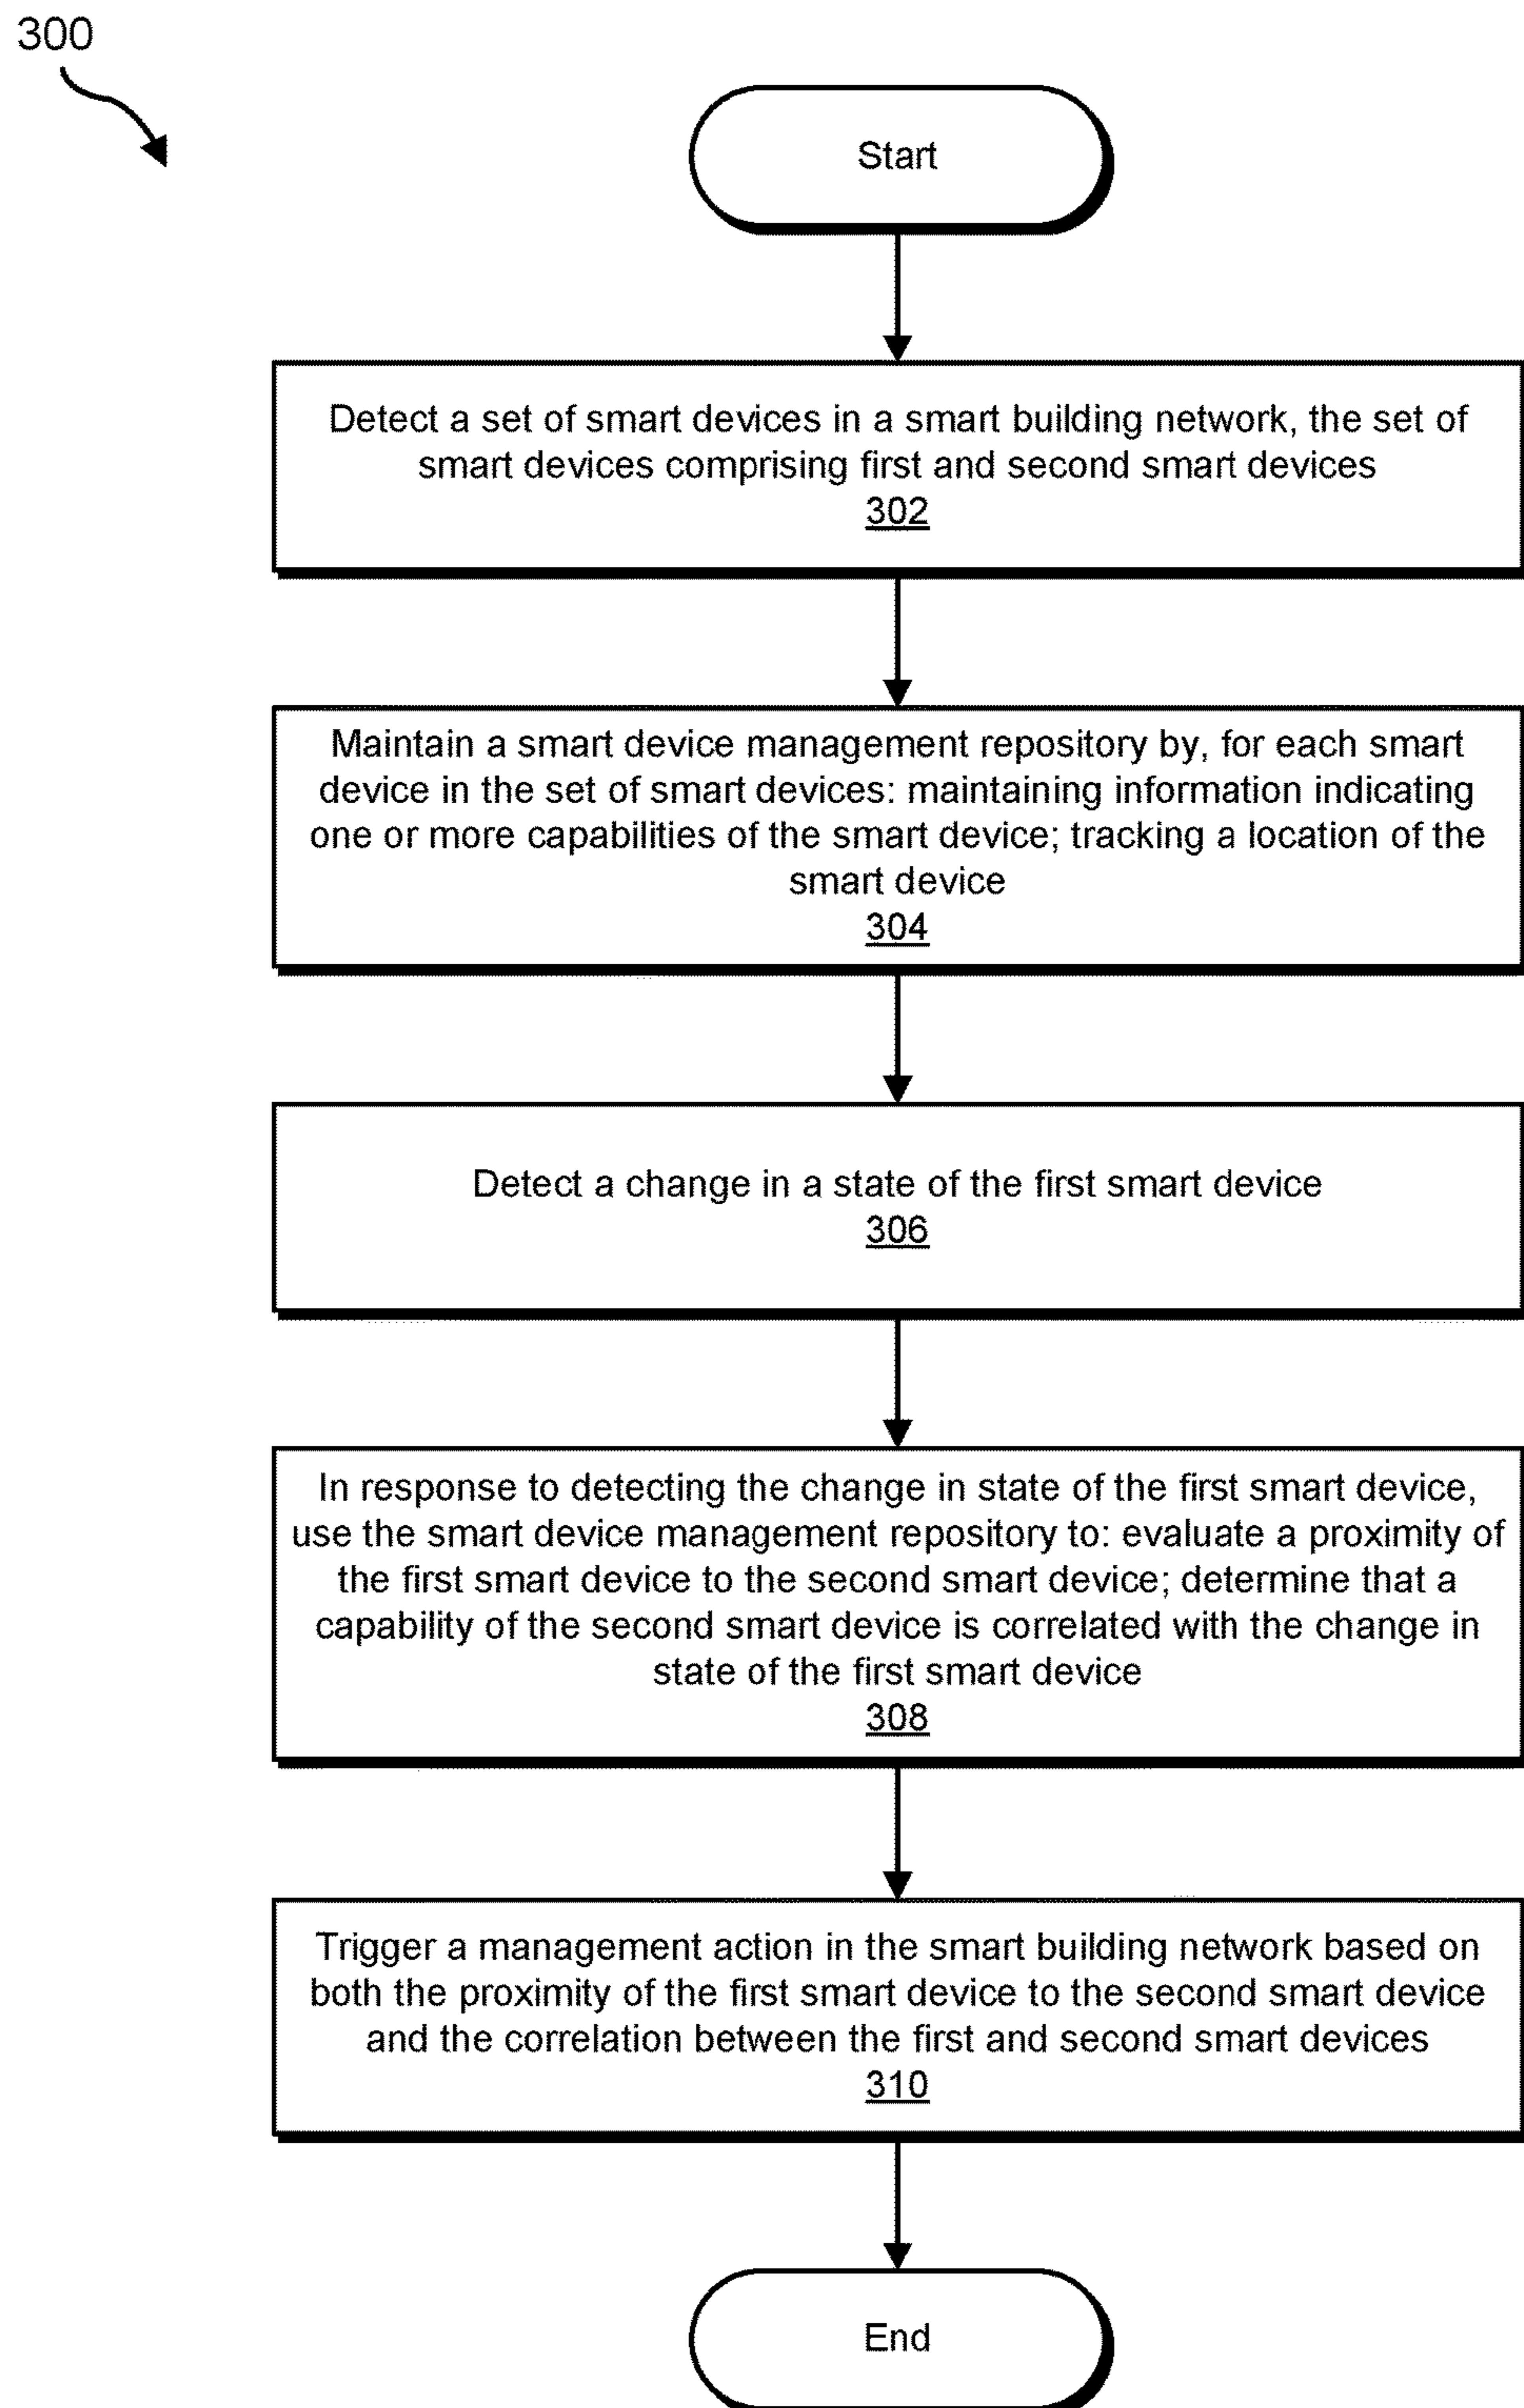 300
Start
Detect a set of smart devices in a smart building network, the set of
smart devices comprising first and second smart devices
302
Maintain a smart device management repository by, for each smart
device in the set of smart devices: maintaining information indicating
one or more capabilities of the smart device; tracking a location of the
smart device
304
Detect a change in a state of the first smart device
306
In response to detecting the change in state of the first smart device,
use the smart device management repository to: evaluate a proximity of
the first smart device to the second smart device; determine that a
capability of the second smart device is correlated with the change in
state of the first smart device
308
Trigger a management action in the smart building network based on
both the proximity of the first smart device to the second smart device
and the correlation between the first and second smart devices
310
End